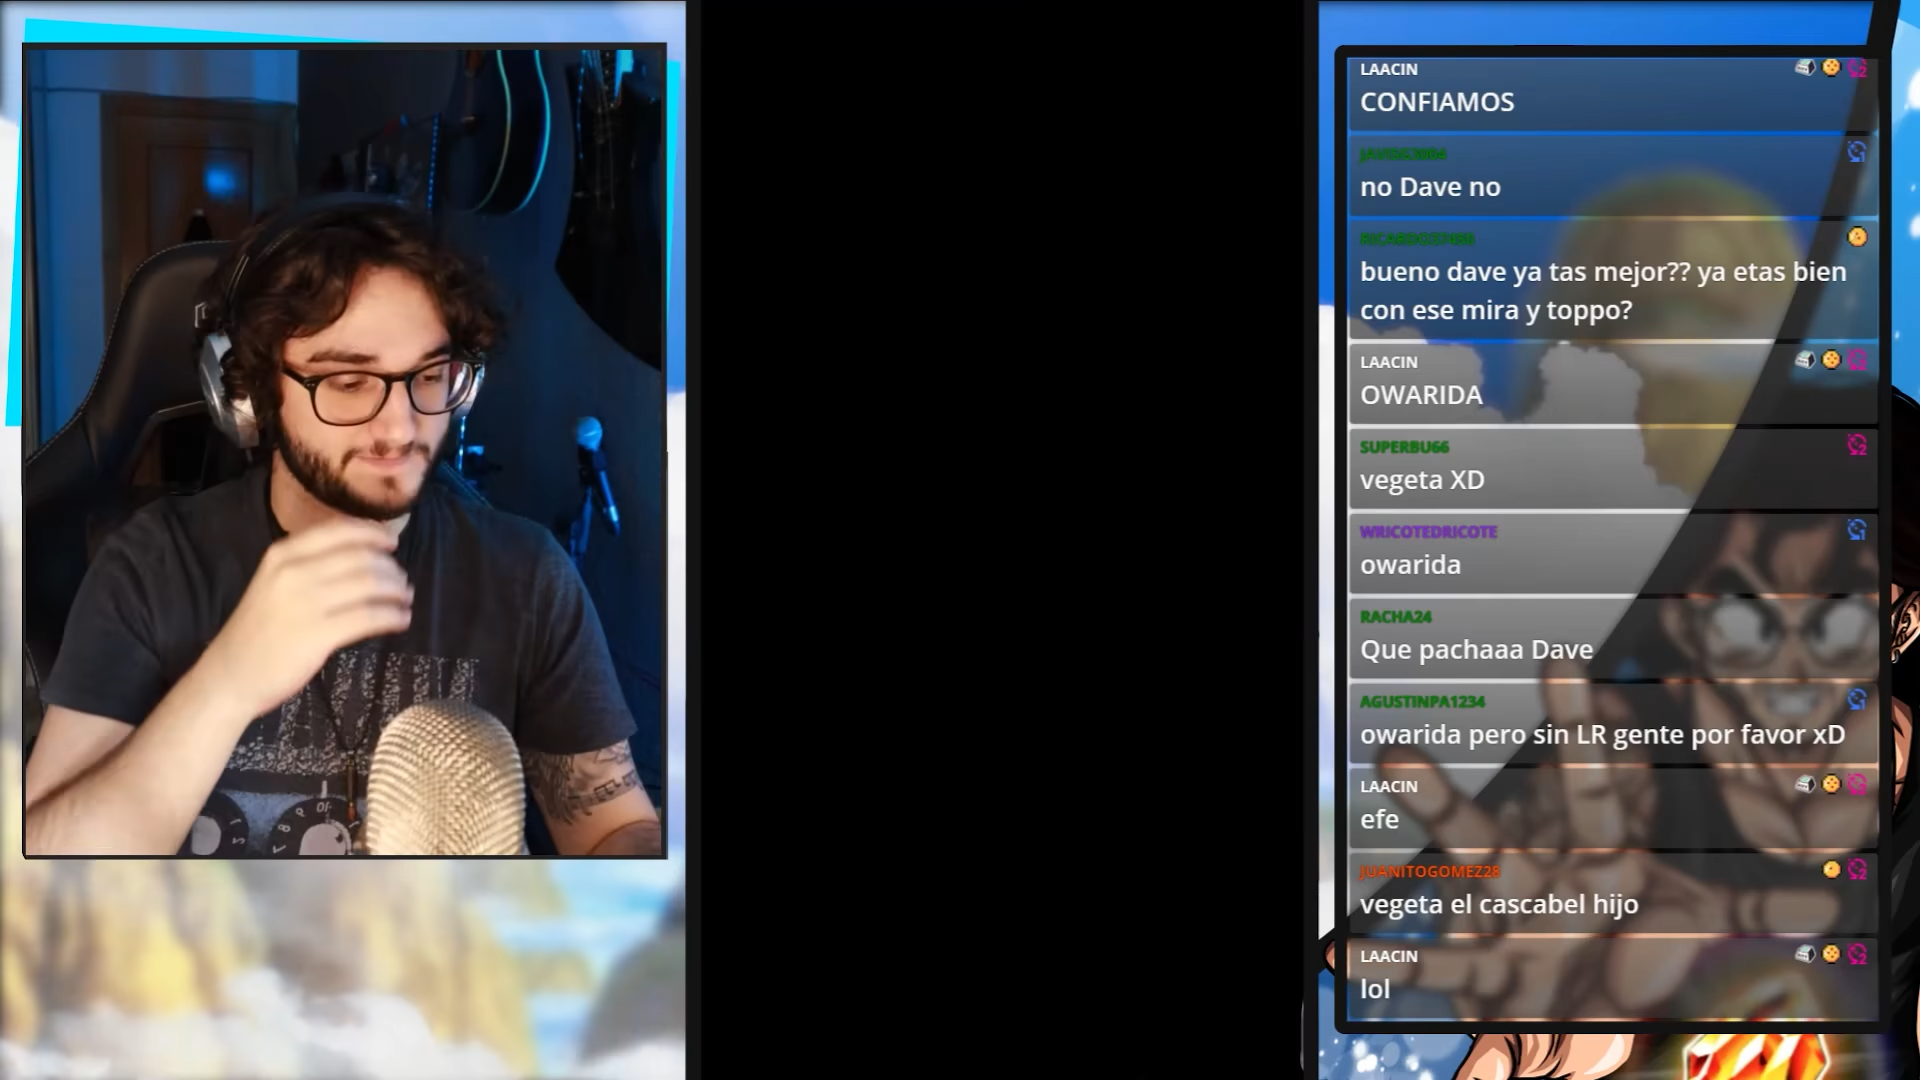 LAACIN
CONFIAMOS
no Dave no
bueno dave ya tas mejor?? ya etas bien
con ese mira y toppo?
LAACIN
OWARIDA
SUPERBU66
vegeta XD
WRICOTEDRICOTE
owarida
RACHA24
Que pachaaa Dave
AGUSTINPA1234
owarida pero sin LR gente por favor xD
LAACIN
efe
JUANITOGOMEZ28
vegeta el cascabel hijo
LAACIN
lol